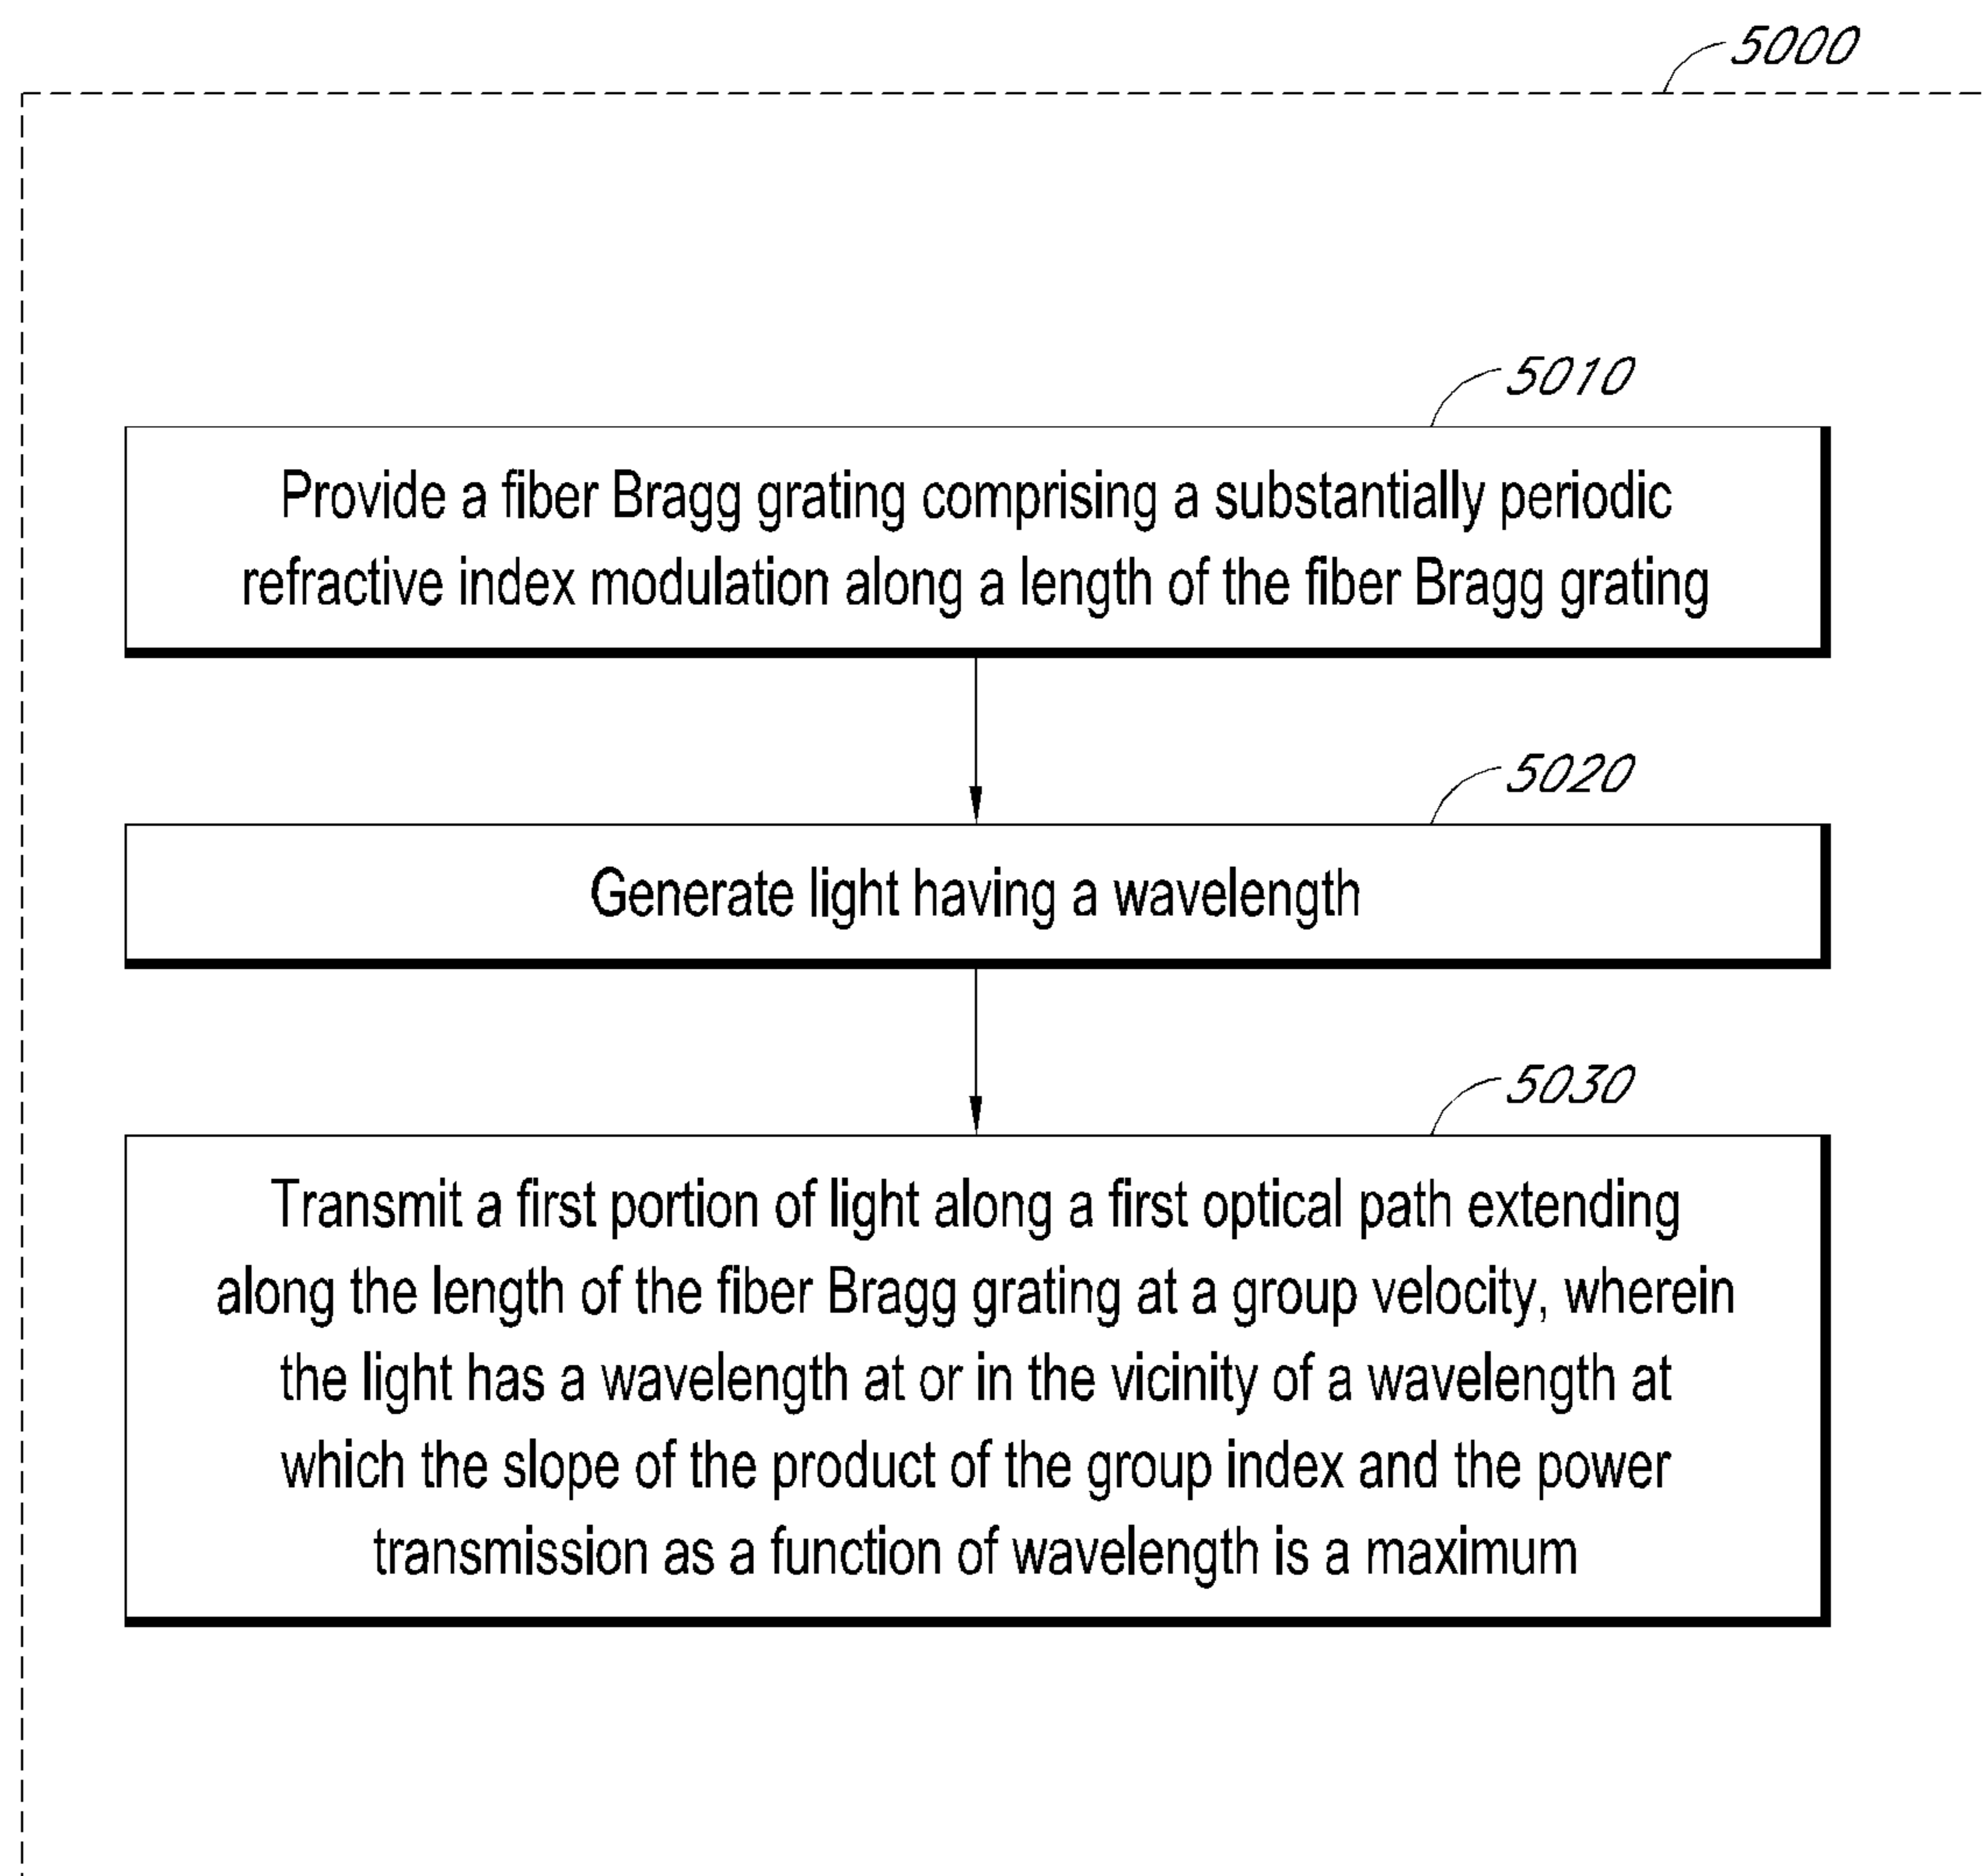 5000
5010
Provide a fiber Bragg grating comprising a substantially periodic
refractive index modulation along a length of the fiber Bragg grating
5020
Generate light having a wavelength
5030
Transmit a first portion of light along a first optical path extending
along the length of the fiber Bragg grating at a group velocity, wherein
the light has a wavelength at or in the vicinity of a wavelength at
which the slope of the product of the group index and the power
transmission as a function of wavelength is a maximum